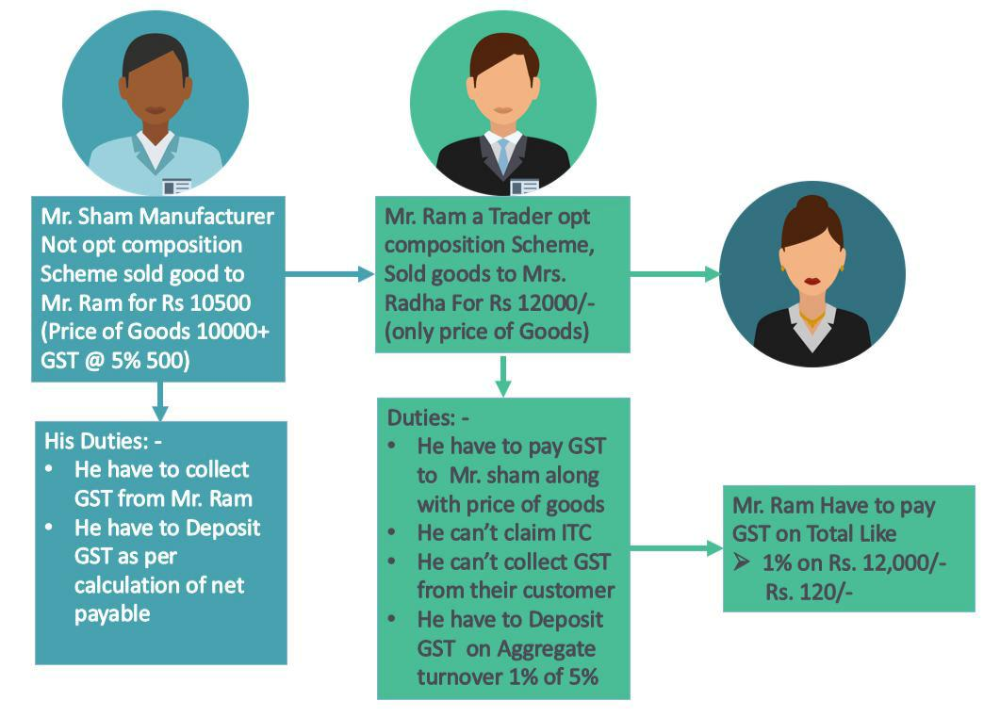 Mr. Sham Manufacturer
Not opt composition
Scheme sold good to
Mr. Ram for Rs 10500
(Price of Goods 10000+
GST @ 5% 500)
His Duties: -
• He have to collect
GST from Mr. Ram
• He have to Deposit
GST as per
calculation of net
payable
Mr. Ram a Trader opt
composition Scheme,
Sold goods to Mrs.
Radha For Rs 12000/-
(only price of Goods)
Duties: -
• He have to pay GST
to Mr. sham along
with price of goods
• He can't claim ITC
• He can't collect GST
from their customer
• He have to Deposit
GST on Aggregate
turnover 1% of 5%
Mr. Ram Have to pay
GST on Total Like
➢ 1% on Rs. 12,000/-
Rs. 120/-